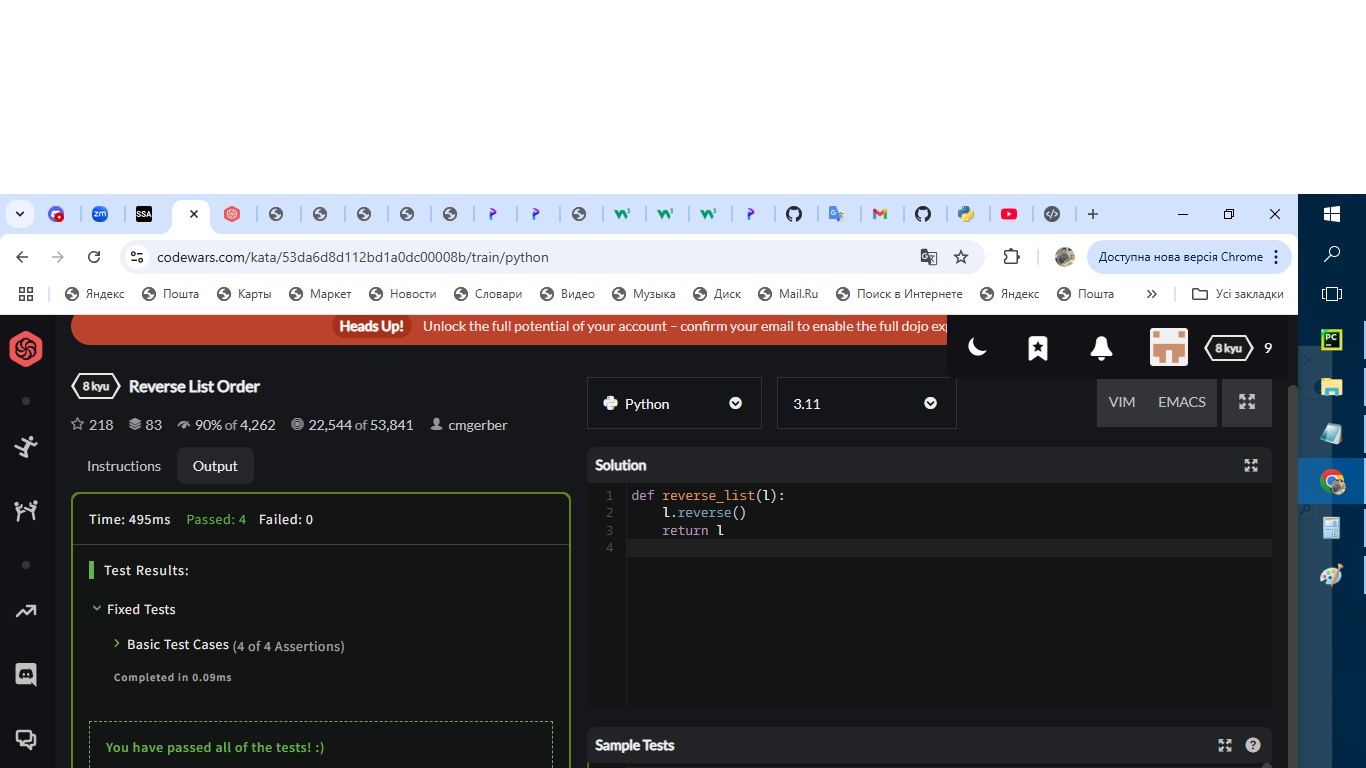 zm
SSA
codewars.com/kata/53da6d8d112bd1a0dc00008b/train/python
Доступна нова версія Chrome
Яндекс
Пошта
Карты
Маркет
Новости
Словари
Видео
Музыка
Диск
Mail.Ru
Поиск в Интернете
Яндекс
Пошта
Усі закладки
Heads Up! Unlock the full potential of your account – confirm your email to enable the full dojo
8 kyu 9
8 kyu Reverse List Order
218 83 90% of 4,262 22,544 of 53,841 cmgerber
Python
3.11
VIM EMACS
Instructions Output
Time: 495ms Passed: 4 Failed: 0
Test Results:
Fixed Tests
Basic Test Cases (4 of 4 Assertions)
Completed in 0.09ms
You have passed all of the tests! :)
Solution
1 def reverse_list(l):
2 l.reverse()
3 return l
4
Sample Tests
PC